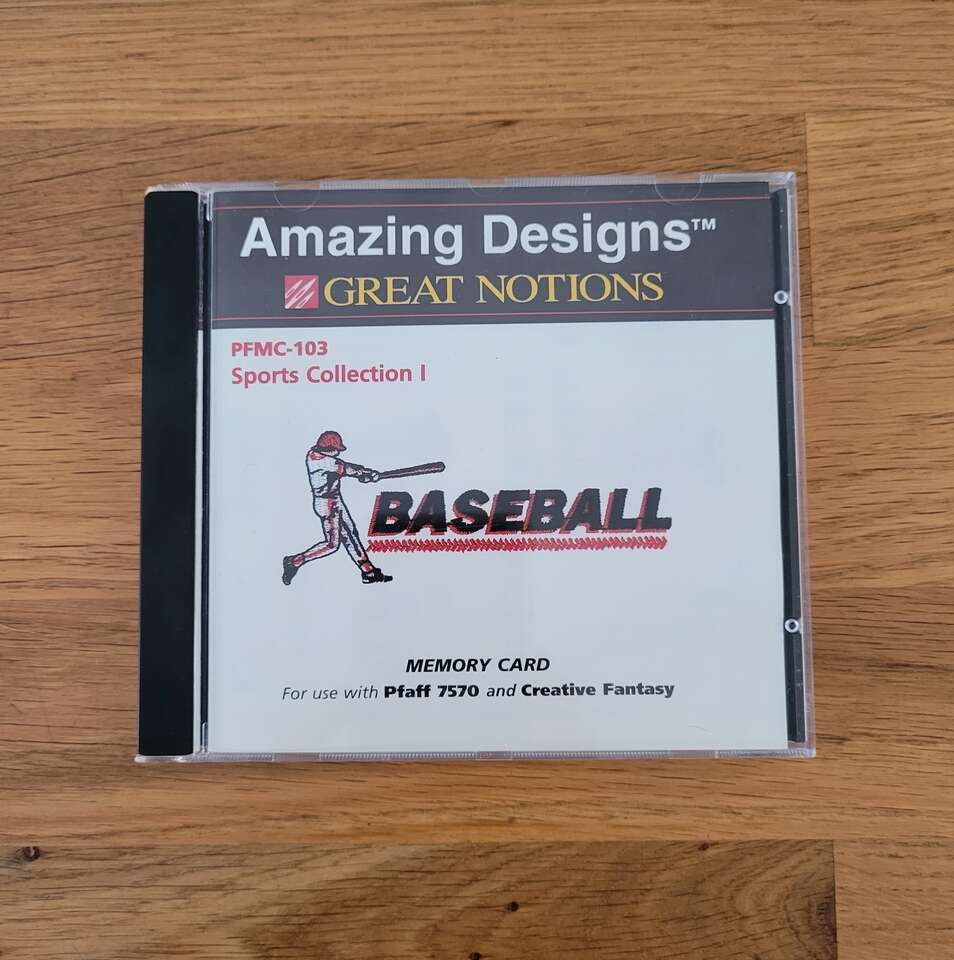 Amazing Designs™
GREAT NOTIONS
PFMC-103
Sports Collection I
BASEBALL
MEMORY CARD
For use with Pfaff 7570 and Creative Fantasy